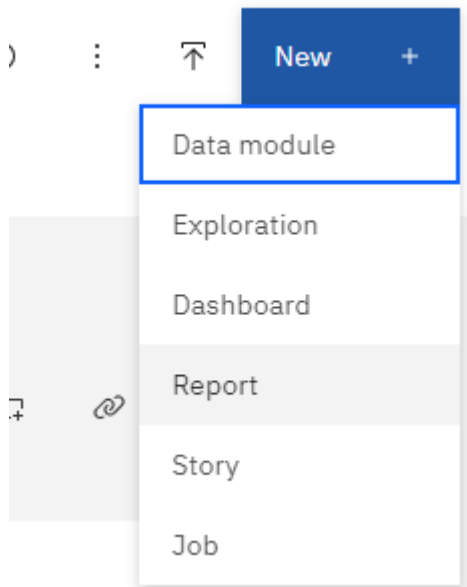 New +
Data module
Exploration
Dashboard
Report
Story
Job